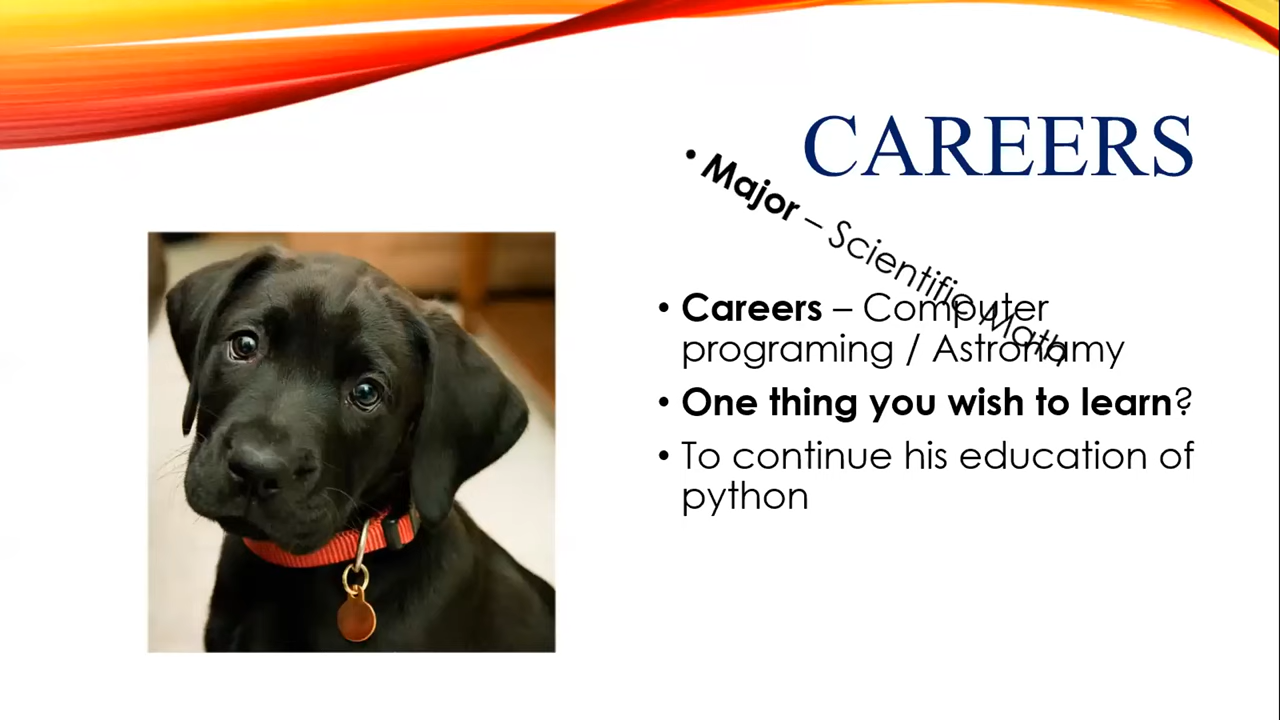 CAREERS
• Major – Scientific Math
• Careers – Computer
programing / Astronamy
• One thing you wish to learn?
• To continue his education of
python